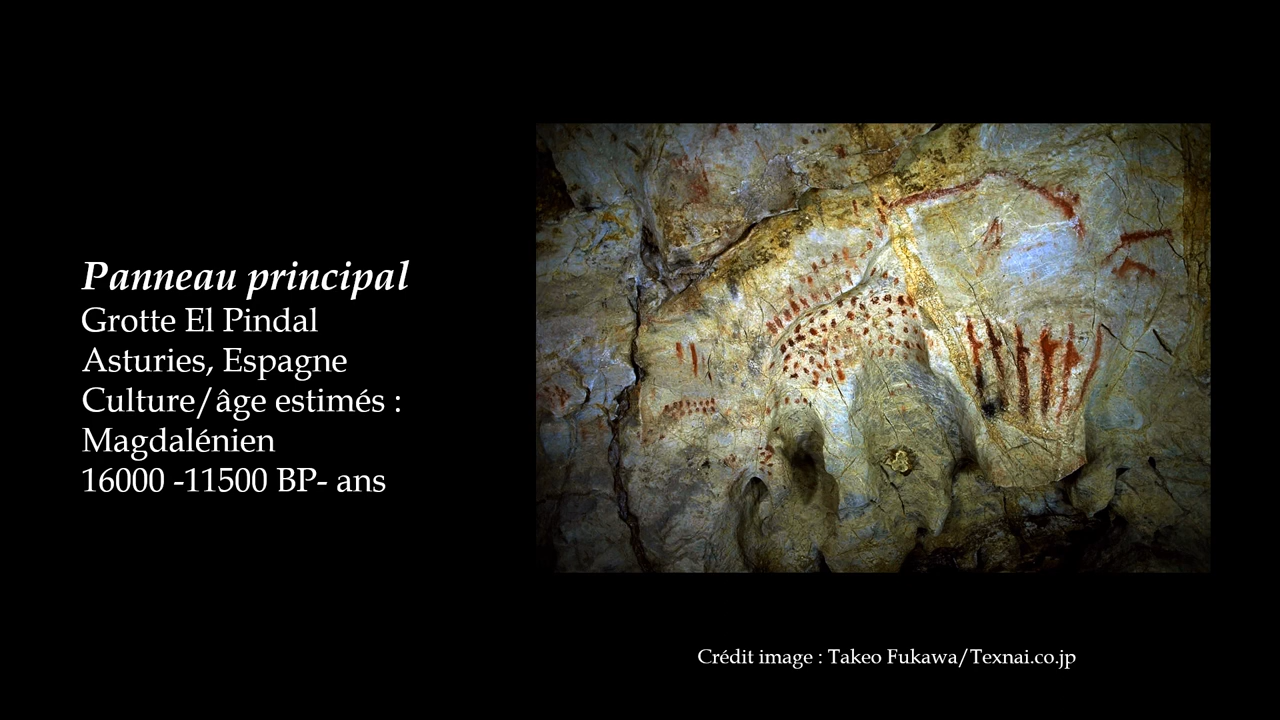 Panneau principal
Grotte El Pindal
Asturies, Espagne
Culture/âge estimés :
Magdalénien
16000 -11500 BP- ans
Crédit image : Takeo Fukawa/Texnai.co.jp